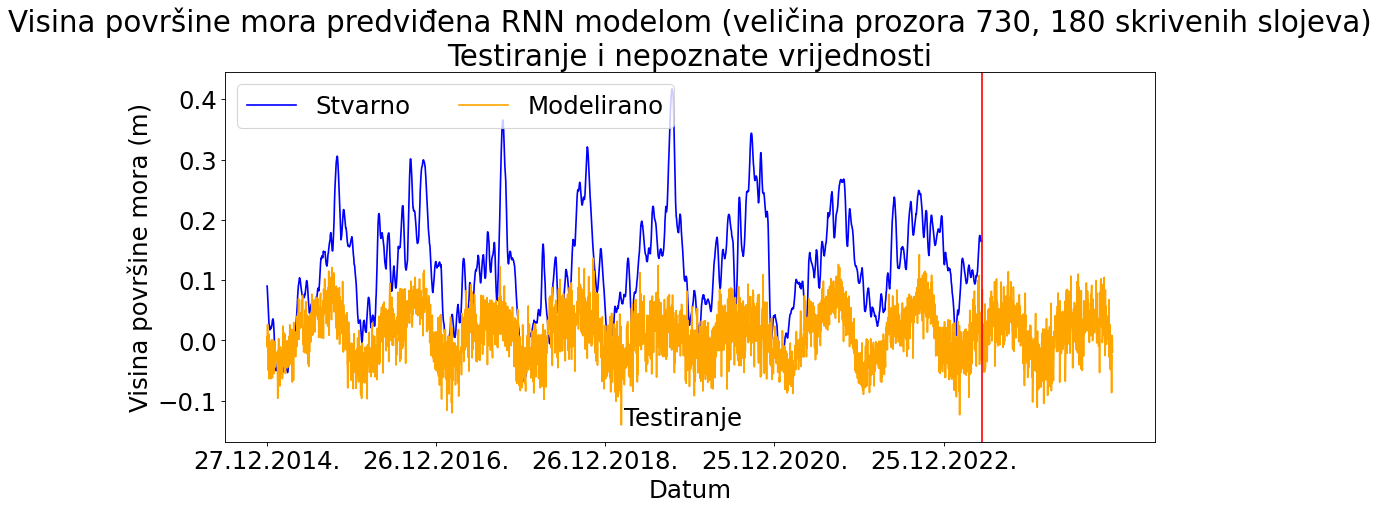 Visina površine mora predviđena RNN modelom (veličina prozora 730, 180 skrivenih slojeva)
Testiranje i nepoznate vrijednosti
Stvarno
Modelirano
Visina površine mora (m)
0.4
0.3
0.2
0.1
0.0
−0.1
Testiranje
27.12.2014.
26.12.2016.
26.12.2018.
25.12.2020.
25.12.2022.
Datum